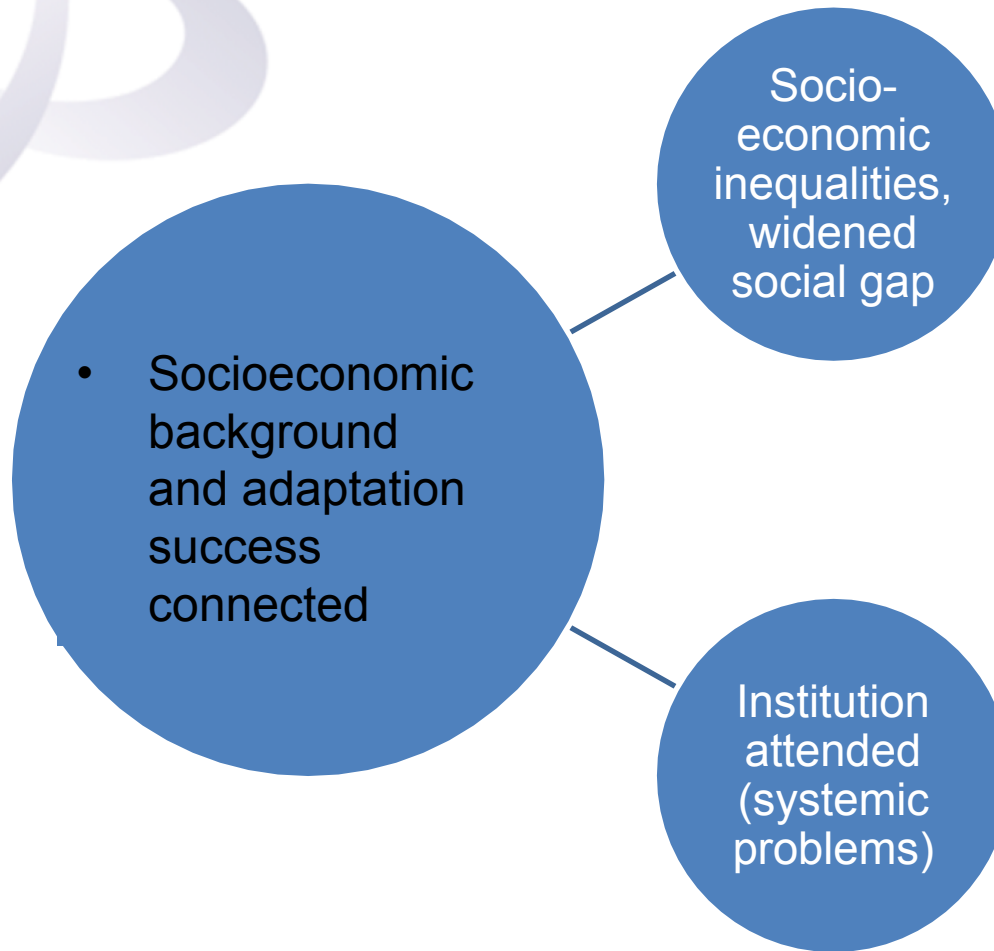 Socio-
economic
inequalities,
widened
social gap
• Socioeconomic
background
and adaptation
success
connected
Institution
attended
(systemic
problems)